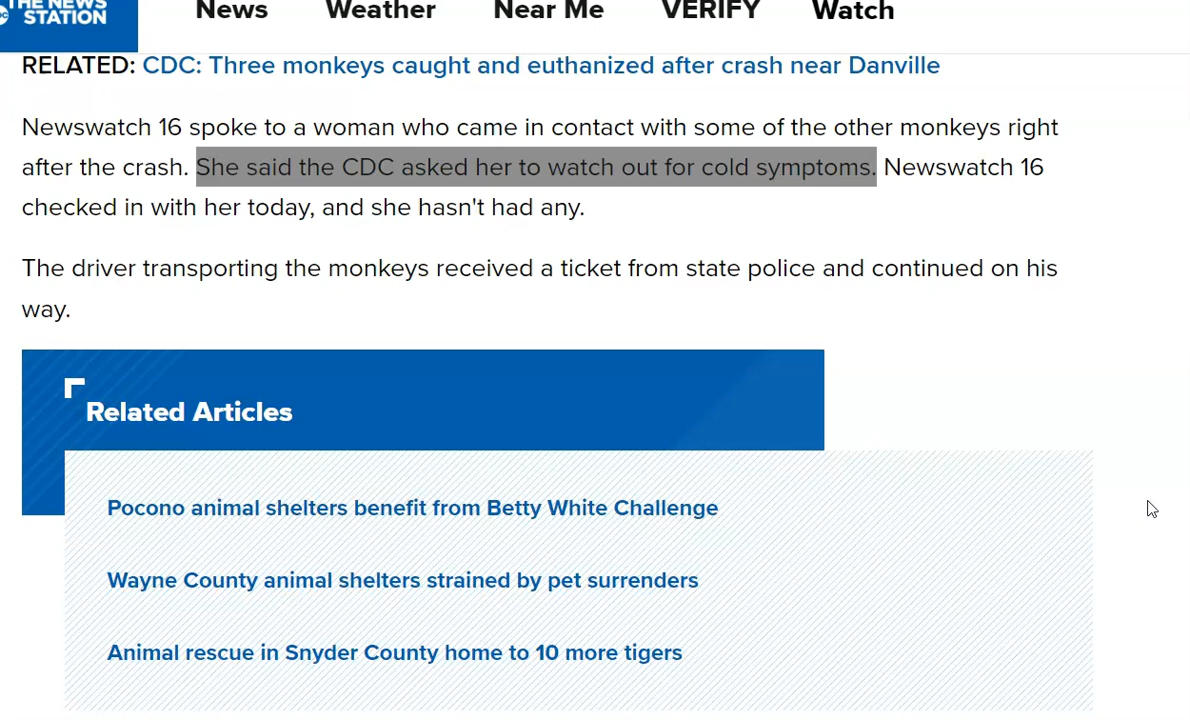 THE NEWS
STATION
News
Weather
Near Me
VERIFY
Watch
RELATED: CDC: Three monkeys caught and euthanized after crash near Danville
Newswatch 16 spoke to a woman who came in contact with some of the other monkeys right
after the crash. She said the CDC asked her to watch out for cold symptoms. Newswatch 16
checked in with her today, and she hasn't had any.
The driver transporting the monkeys received a ticket from state police and continued on his
way.
Related Articles
Pocono animal shelters benefit from Betty White Challenge
Wayne County animal shelters strained by pet surrenders
Animal rescue in Snyder County home to 10 more tigers